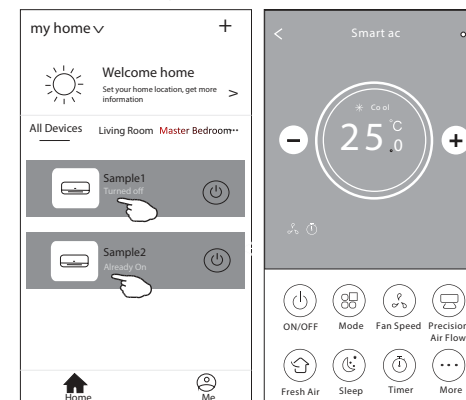 my home
Welcome home
Set your home location, get more
information
All Devices Living Room Master Bedroom···
Sample1
Turned off
Sample2
Already On
Home
Me
Smart ac
Cool
25.0 °C
ON/OFF Mode Fan Speed Precision
Air Flow
Fresh Air Sleep Timer More